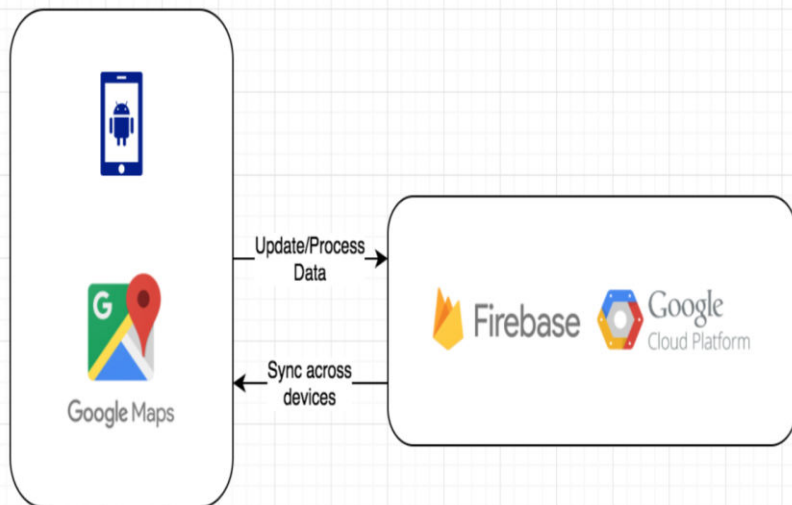 G
Google Maps
Update/Process
Data
Sync across
devices
Firebase
Google
Cloud Platform